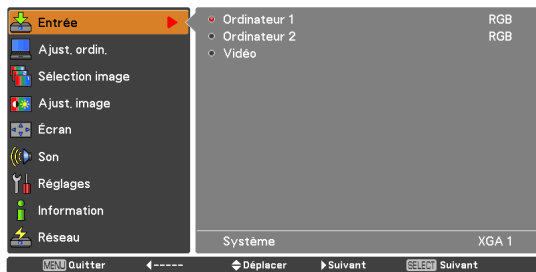 Entrée
Ajust. ordin.
Sélection image
Ajust. image
Écran
Son
Réglages
Information
Réseau
Ordinateur 1 RGB
Ordinateur 2 RGB
Vidéo
Système XGA 1
MENU Quitter ◀----- Déplacer ▶Suivant SELECT Suivant